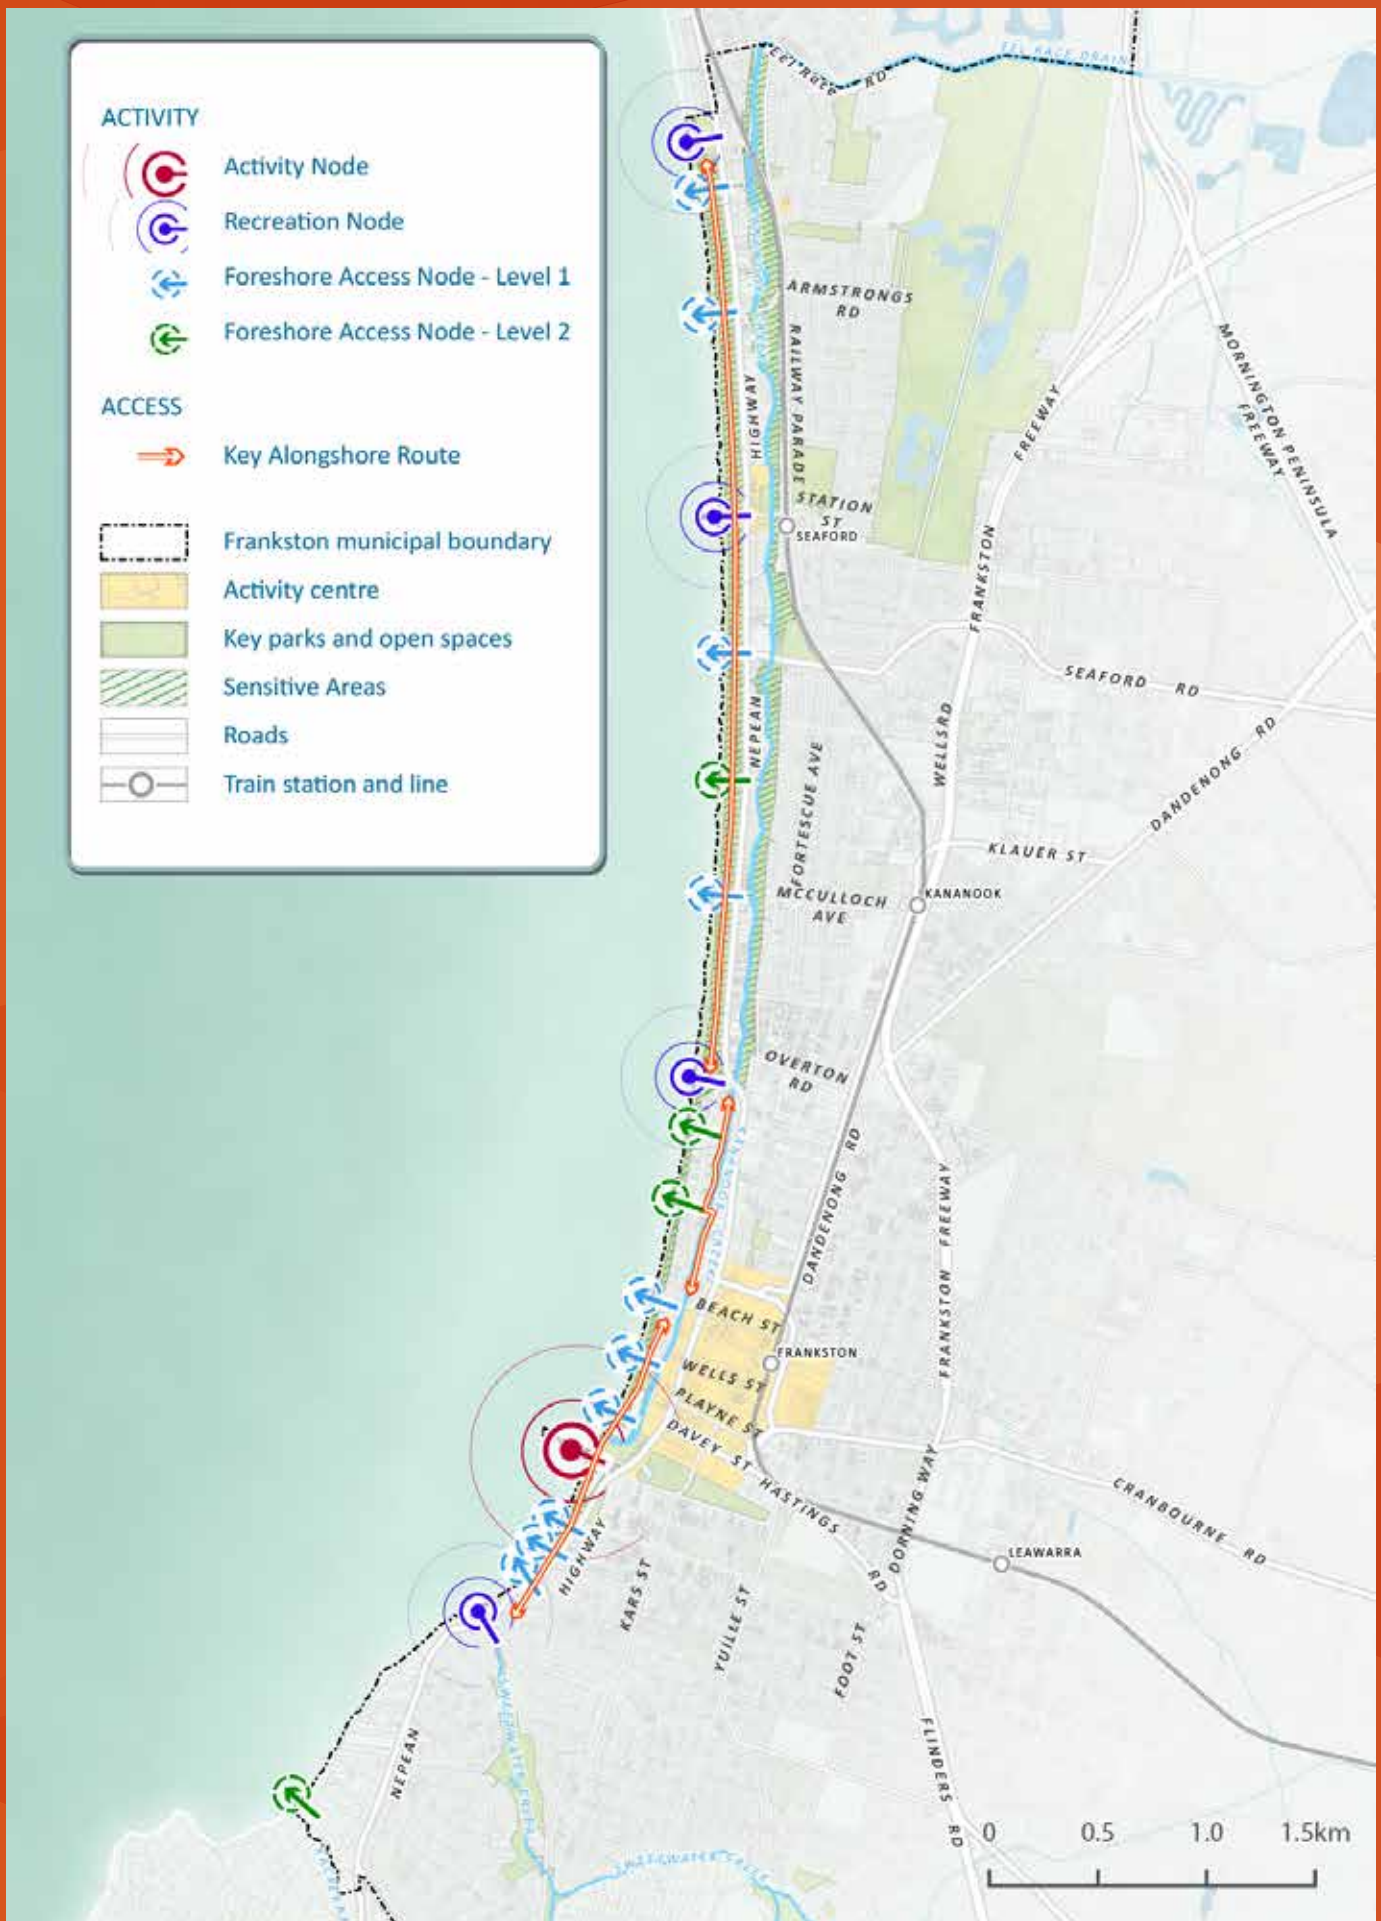 ACTIVITY
Activity Node
Recreation Node
Foreshore Access Node - Level 1
Foreshore Access Node - Level 2
ACCESS
Key Alongshore Route
Frankston municipal boundary
Activity centre
Key parks and open spaces
Sensitive Areas
Roads
Train station and line
Eel Race RD
EEL RACE DRAIN
ARMSTRONGS
RD
RAILWAY PARADE
HIGHWAY
MORNINGTON PENINSULA
FREEWAY
FREEWAY
STATION
ST
SEAFORD
FRANKSTON
SEAFORD RD
NEPEAN
WELLSRD
DANDENONG RD
FORTESCUE AVE
KLAUER ST
MCCULLOCH
AVE
KANANOOK
OVERTON
RD
DANDENONG RD
FRANKSTON FREEWAY
BEACH ST
FRANKSTON
WELLS ST
PLAYNE ST
DAVEY ST
HASTINGS
RD
DORNING WAY
CRANBOURNE RD
LEAWARRA
HIGHWAY
KARS ST
YUILLE ST
FOOT ST
NEPEAN
SWEETWATER CREEK
FLINDERS
RD
SWEETWATER CREEK
0 0.5 1.0 1.5km